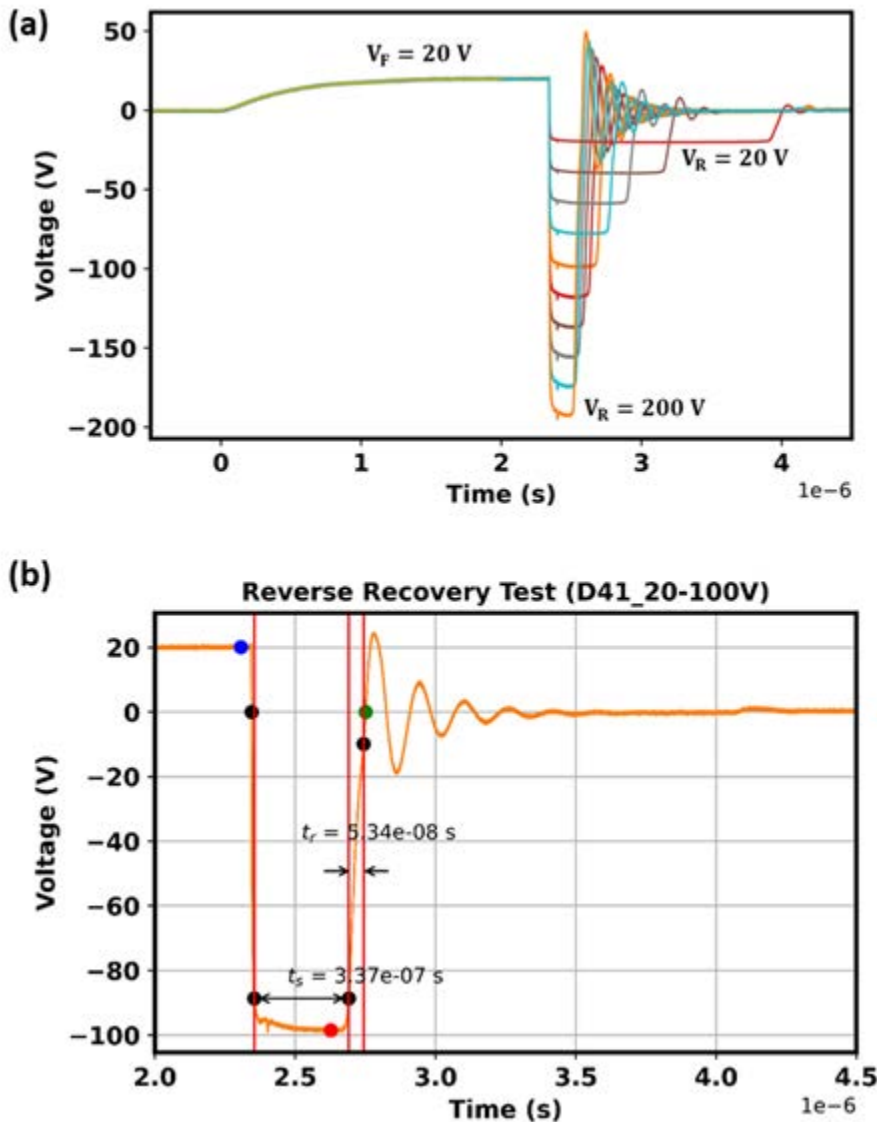 (a)
50
V_F = 20 V
0
V_R = 20 V
−50
−100
−150
V_R = 200 V
−200
Voltage (V)
0 1 2 3 4
Time (s)
1e−6
(b)
Reverse Recovery Test (D41_20-100V)
20
0
−20
t_r = 5.34e-08 s
−40
−60
−80
t_s = 3.37e-07 s
−100
Voltage (V)
2.0 2.5 3.0 3.5 4.0 4.5
Time (s)
1e−6